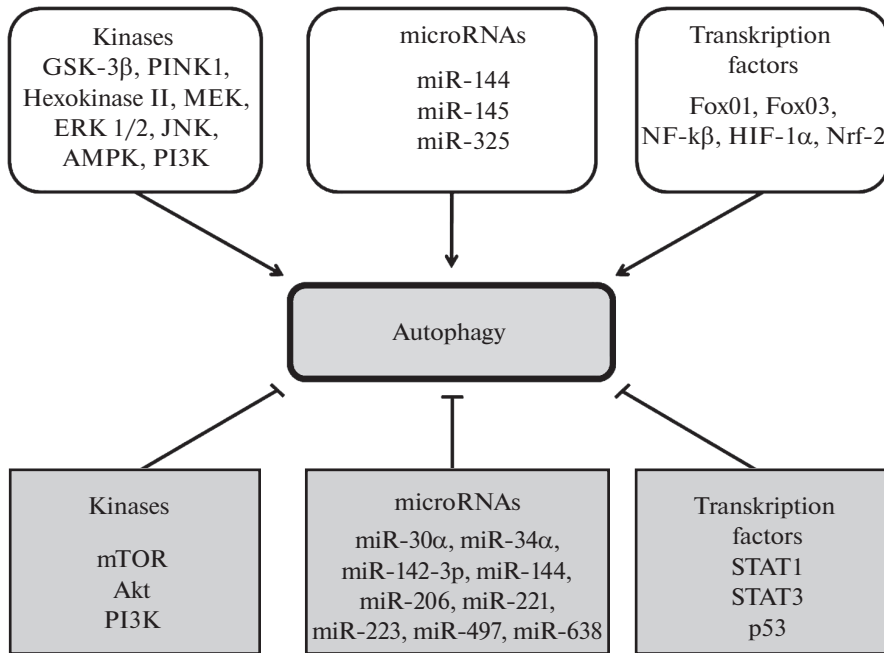 Kinases
GSK-3β, PINK1,
Hexokinase II, MEK,
ERK 1/2, JNK,
AMPK, PI3K
microRNAs
miR-144
miR-145
miR-325
Transkription
factors
Fox01, Fox03,
NF-kβ, HIF-1α, Nrf-2
Autophagy
Kinases
mTOR
Akt
PI3K
microRNAs
miR-30α, miR-34α,
miR-142-3p, miR-144,
miR-206, miR-221,
miR-223, miR-497, miR-638
Transkription
factors
STAT1
STAT3
p53